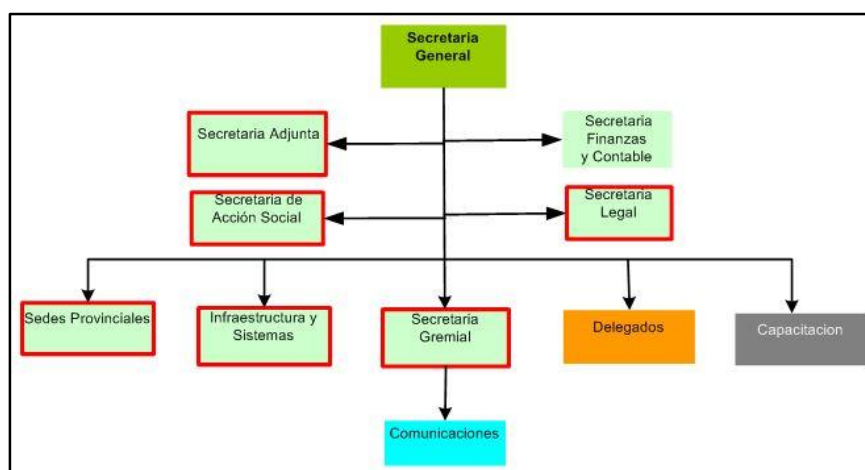 Secretaria
General
Secretaria Adjunta
Secretaria
Finanzas
y Contable
Secretaria de
Acción Social
Secretaria
Legal
Sedes Provinciales
Infraestructura y
Sistemas
Secretaria
Gremial
Delegados
Capacitacion
Comunicaciones